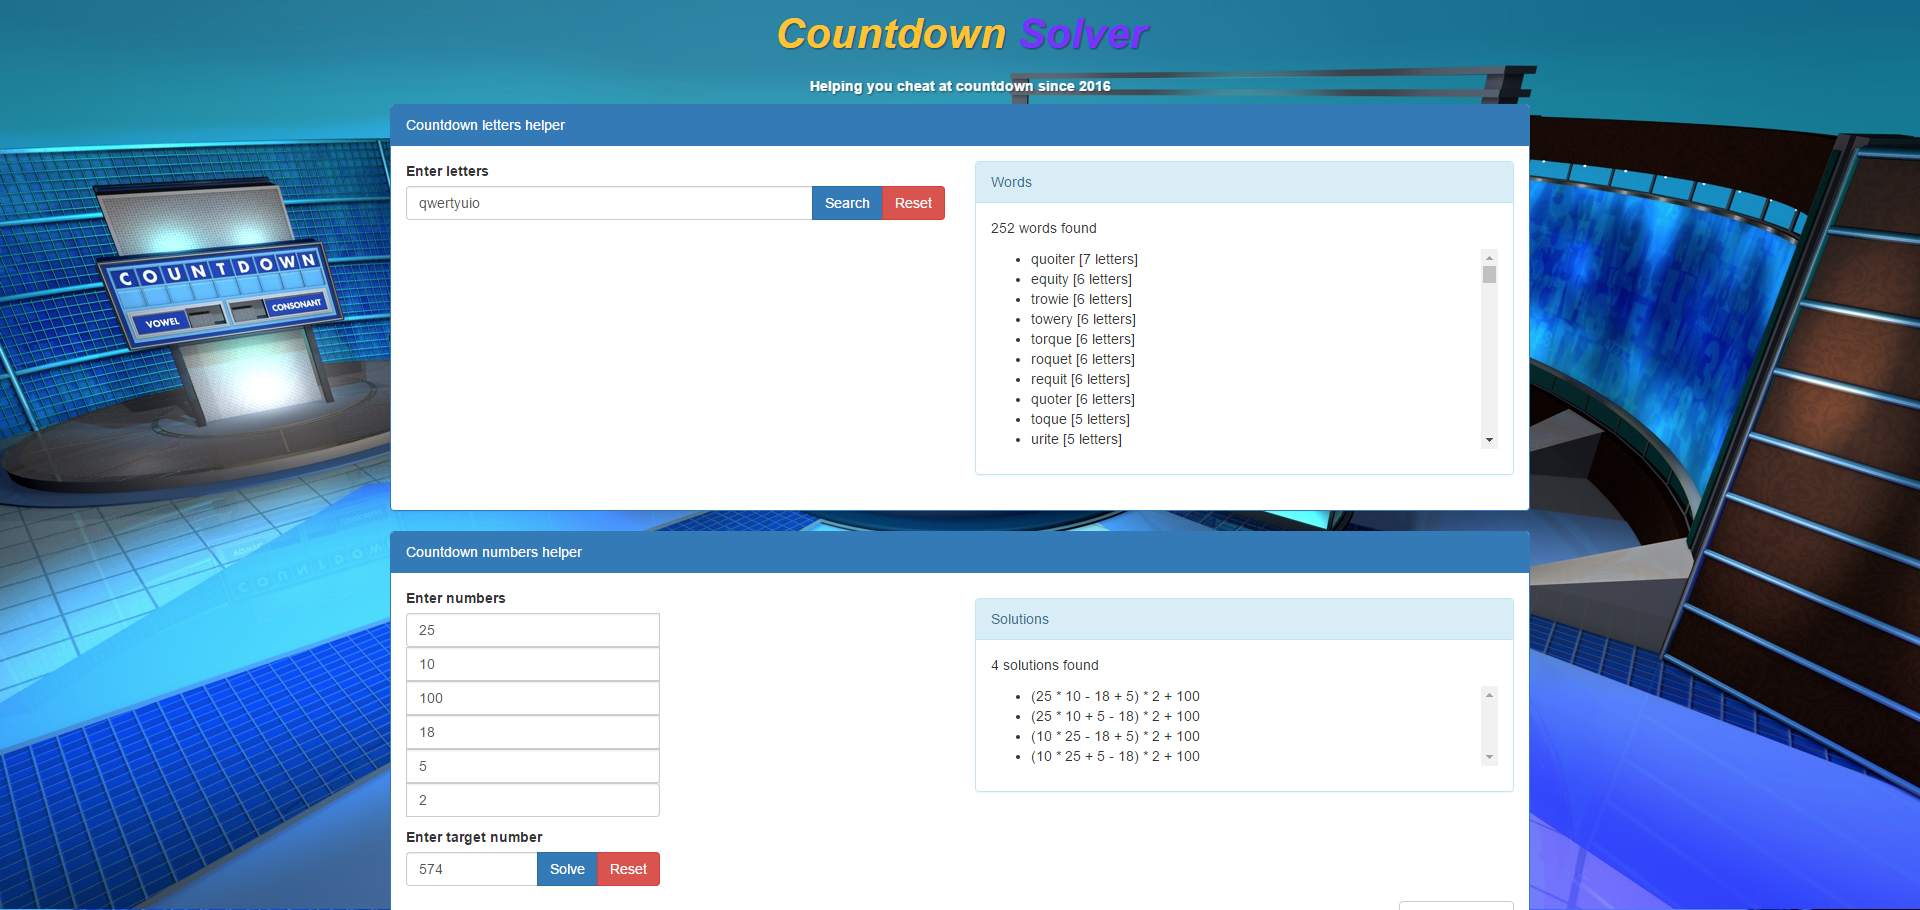 Countdown Solver
Helping you cheat at countdown since 2016
Countdown letters helper
Enter letters
qwertyuio
Search
Reset
Words
252 words found
quoiter [7 letters]
equity [6 letters]
trowie [6 letters]
towery [6 letters]
torque [6 letters]
roquet [6 letters]
requit [6 letters]
quoter [6 letters]
toque [5 letters]
urite [5 letters]
COUNTDOWN
VOWEL
CONSONANT
Countdown numbers helper
Enter numbers
25
10
100
18
5
2
Enter target number
574
Solve
Reset
Solutions
4 solutions found
(25 * 10 - 18 + 5) * 2 + 100
(25 * 10 + 5 - 18) * 2 + 100
(10 * 25 - 18 + 5) * 2 + 100
(10 * 25 + 5 - 18) * 2 + 100